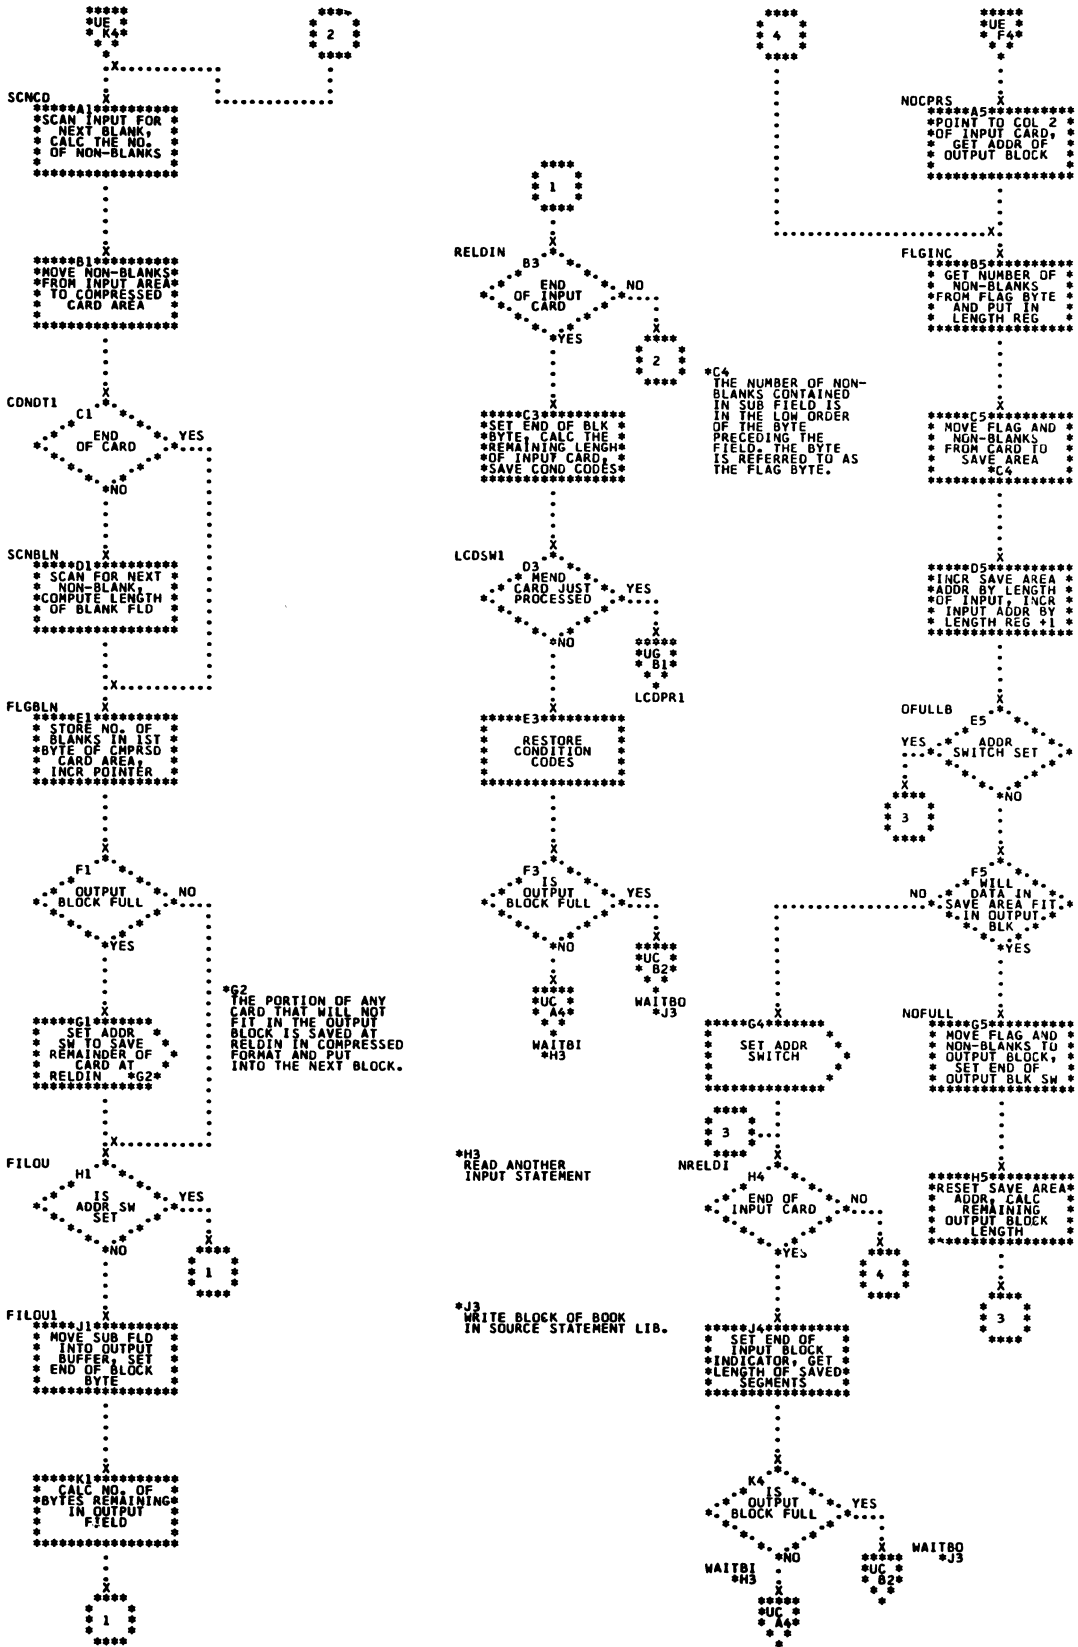 UE
K4
2
SCNCD
A1
SCAN INPUT FOR
NEXT BLANK,
CALC THE NO.
OF NON-BLANKS
B1
MOVE NON-BLANKS
FROM INPUT AREA
TO COMPRESSED
CARD AREA
CDNDT1
C1
END
OF CARD
YES
NO
SCNBLN
D1
SCAN FOR NEXT
NON-BLANK,
COMPUTE LENGTH
OF BLANK FLD
FLGBLN
E1
STORE NO. OF
BLANKS IN 1ST
BYTE OF CMPRSD
CARD AREA,
INCR POINTER
F1
OUTPUT
BLOCK FULL
NO
YES
G1
SET ADDR
SW TO SAVE
REMAINDER OF
CARD AT
RELDIN *G2*
*G2
THE PORTION OF ANY
CARD THAT WILL NOT
FIT IN THE OUTPUT
BLOCK IS SAVED AT
RELDIN IN COMPRESSED
FORMAT AND PUT
INTO THE NEXT BLOCK.
FILOU
H1
IS
ADDR SW
SET
YES
NO
1
FILOU1
J1
MOVE SUB FLD
INTO OUTPUT
BUFFER, SET
END OF BLOCK
BYTE
K1
CALC NO. OF
BYTES REMAINING
IN OUTPUT
FIELD
1
1
RELDIN
B3
END
OF INPUT
CARD
NO
YES
2
C3
SET END OF BLK
BYTE, CALC THE
REMAINING LENGH
OF INPUT CARD,
SAVE COND CODES
*C4
THE NUMBER OF NON-
BLANKS CONTAINED
IN SUB FIELD IS
IN THE LOW ORDER
OF THE BYTE
PRECEDING THE
FIELD. THE BYTE
IS REFERRED TO AS
THE FLAG BYTE.
LCDSW1
D3
MEND
CARD JUST
PROCESSED
YES
NO
UG
B1
LCDPR1
E3
RESTORE
CONDITION
CODES
F3
IS
OUTPUT
BLOCK FULL
YES
NO
UC
B2
WAITBO
*J3
UC
A4
WAITBI
*H3
*H3
READ ANOTHER
INPUT STATEMENT
*J3
WRITE BLOCK OF BOOK
IN SOURCE STATEMENT LIB.
4
UE
F4
NOCPRS
A5
POINT TO COL 2
OF INPUT CARD,
GET ADDR OF
OUTPUT BLOCK
FLGINC
B5
GET NUMBER OF
NON-BLANKS
FROM FLAG BYTE
AND PUT IN
LENGTH REG
C5
MOVE FLAG AND
NON-BLANKS
FROM CARD TO
SAVE AREA
*C4
D5
INCR SAVE AREA
ADDR BY LENGTH
OF INPUT, INCR
INPUT ADDR BY
LENGTH REG +1
OFULLB
E5
ADDR
SWITCH SET
YES
NO
3
F5
WILL
DATA IN
SAVE AREA FIT
IN OUTPUT
BLK
NO
YES
NOFULL
G5
MOVE FLAG AND
NON-BLANKS TO
OUTPUT BLOCK,
SET END OF
OUTPUT BLK SW
H5
RESET SAVE AREA
ADDR, CALC
REMAINING
OUTPUT BLOCK
LENGTH
3
G4
SET ADDR
SWITCH
3
NRELDI
H4
END OF
INPUT CARD
NO
YES
4
J4
SET END OF
INPUT BLOCK
INDICATOR, GET
LENGTH OF SAVED
SEGMENTS
K4
IS
OUTPUT
BLOCK FULL
YES
NO
UC
B2
WAITBO
*J3
WAITBI
*H3
UC
A4